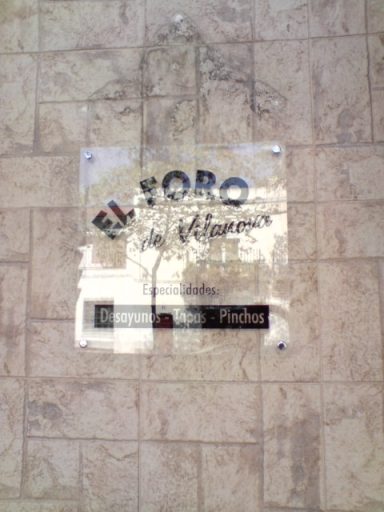 EL FORO
de Vilanova
Especialidades:
Desayunos - Tapas - Pinchos